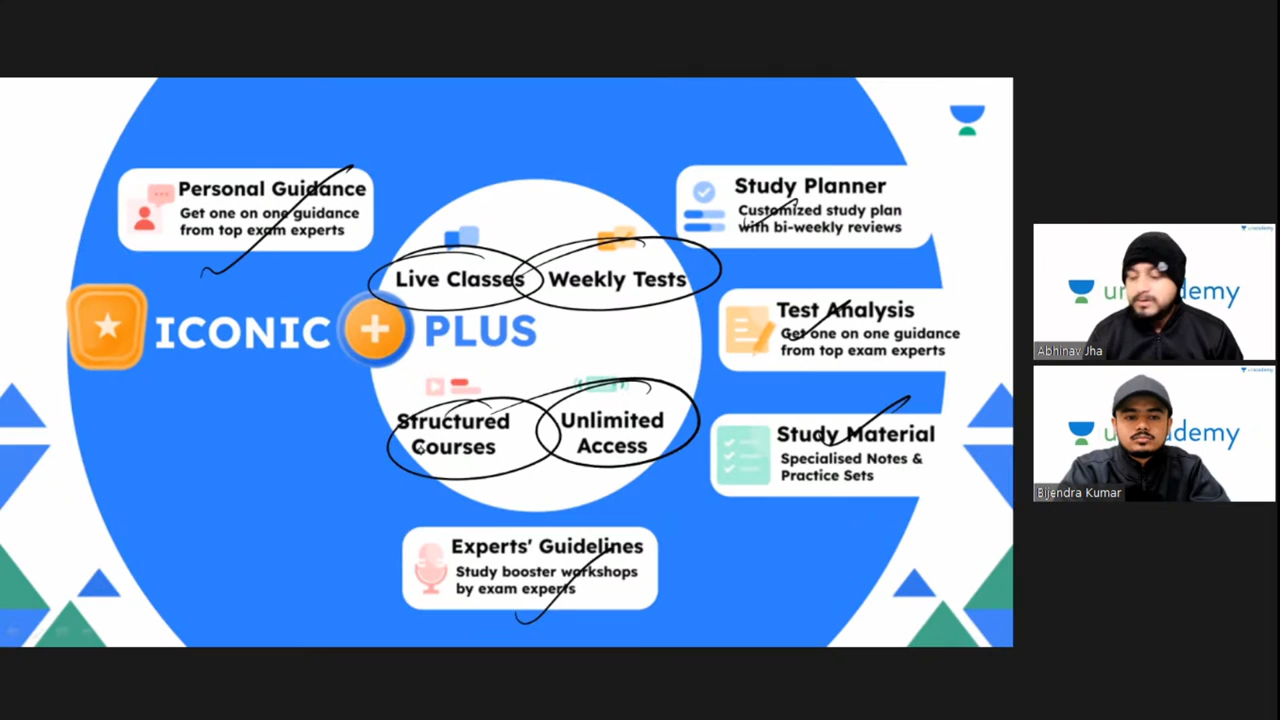 Personal Guidance
Get one on one guidance
from top exam experts
Study Planner
Customized study plan
with bi-weekly reviews
Live Classes
Weekly Tests
ICONIC
PLUS
Test Analysis
Get one on one guidance
from top exam experts
Structured
Courses
Unlimited
Access
Study Material
Specialised Notes &
Practice Sets
Experts' Guidelines
Study booster workshops
by exam experts
Abhinav Jha
Bijendra Kumar